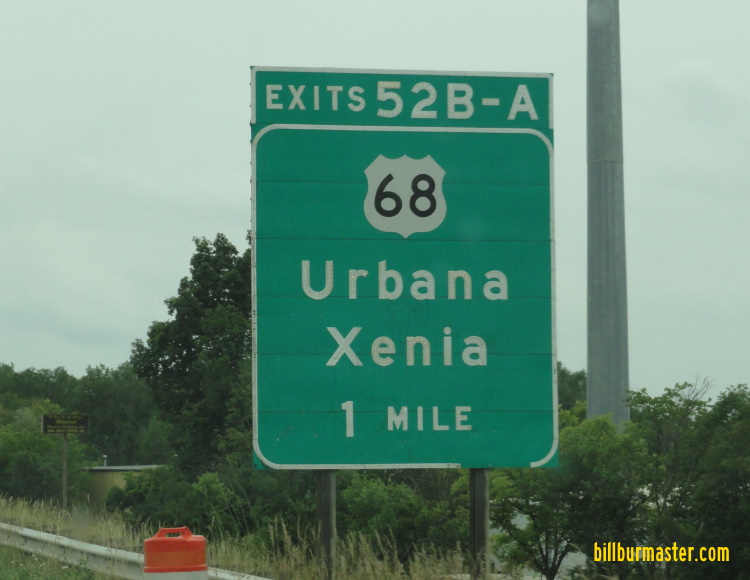 EXITS 52B-A
68
Urbana
Xenia
1 MILE
billburmaster.com